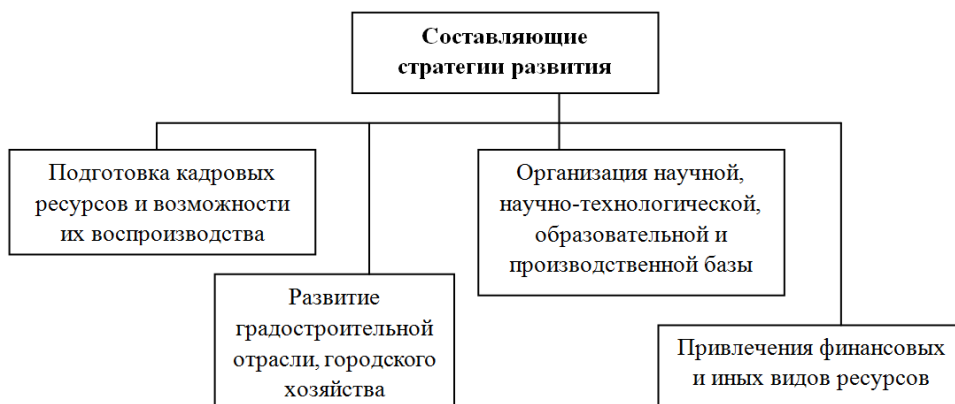 Составляющие
стратегии развития
Подготовка кадровых
ресурсов и возможности
их воспроизводства
Организация научной,
научно-технологической,
образовательной и
производственной базы
Развитие
градостроительной
отрасли, городского
хозяйства
Привлечения финансовых
и иных видов ресурсов